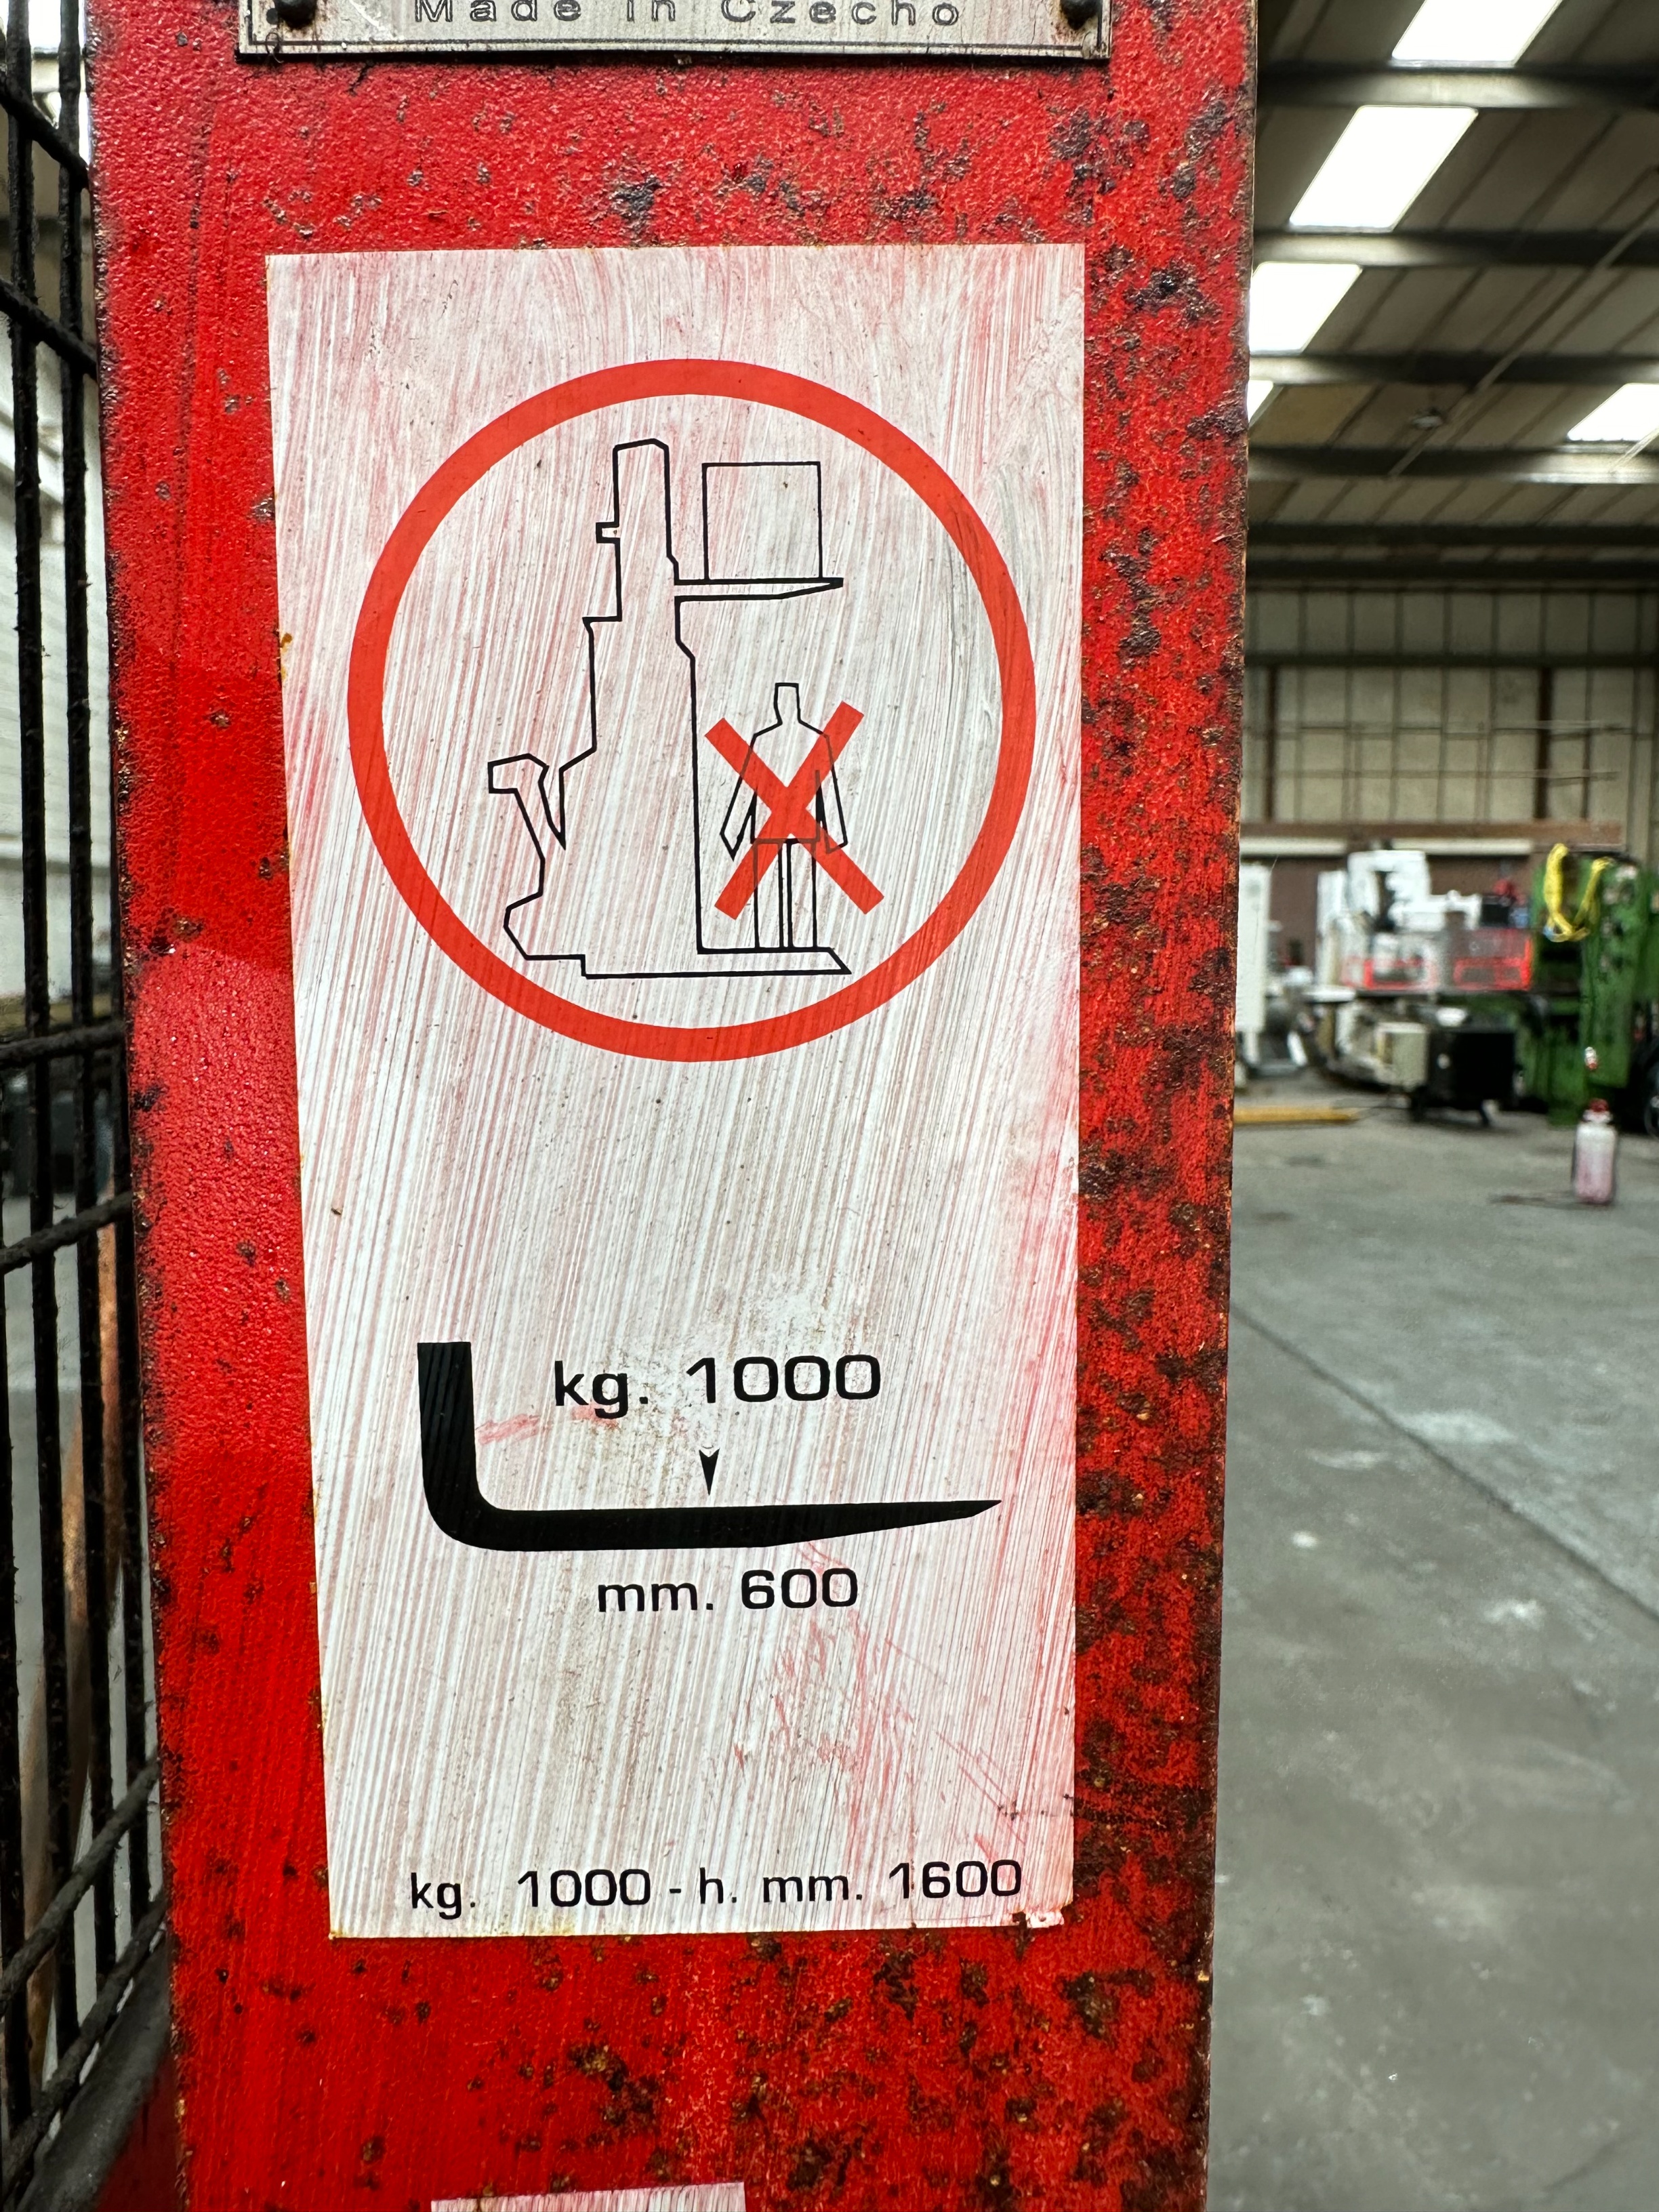 Made in Czecho
kg. 1000
mm. 600
kg. 1000 - h. mm. 1600